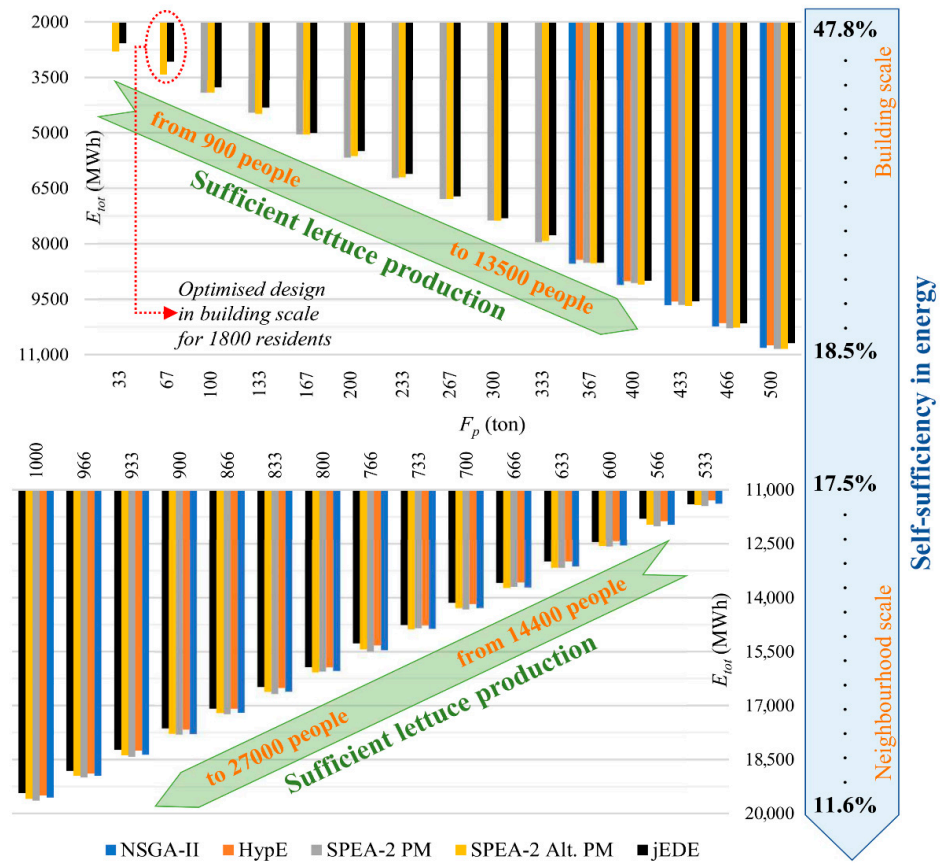 2000
3500
5000
6500
8000
9500
11,000
E_tot (MWh)
from 900 people
Sufficient lettuce production
to 13500 people
Optimised design
in building scale
for 1800 residents
33 67 100 133 167 200 233 267 300 333 367 400 433 466 500
F_p (ton)
1000 966 933 900 866 833 800 766 733 700 666 633 600 566 533
11,000
12,500
14,000
15,500
17,000
18,500
20,000
E_tot (MWh)
from 14400 people
Sufficient lettuce production
to 27000 people
47.8%
Building scale
18.5%
17.5%
Neighbourhood scale
11.6%
Self-sufficiency in energy
NSGA-II HypE SPEA-2 PM SPEA-2 Alt. PM jEDE